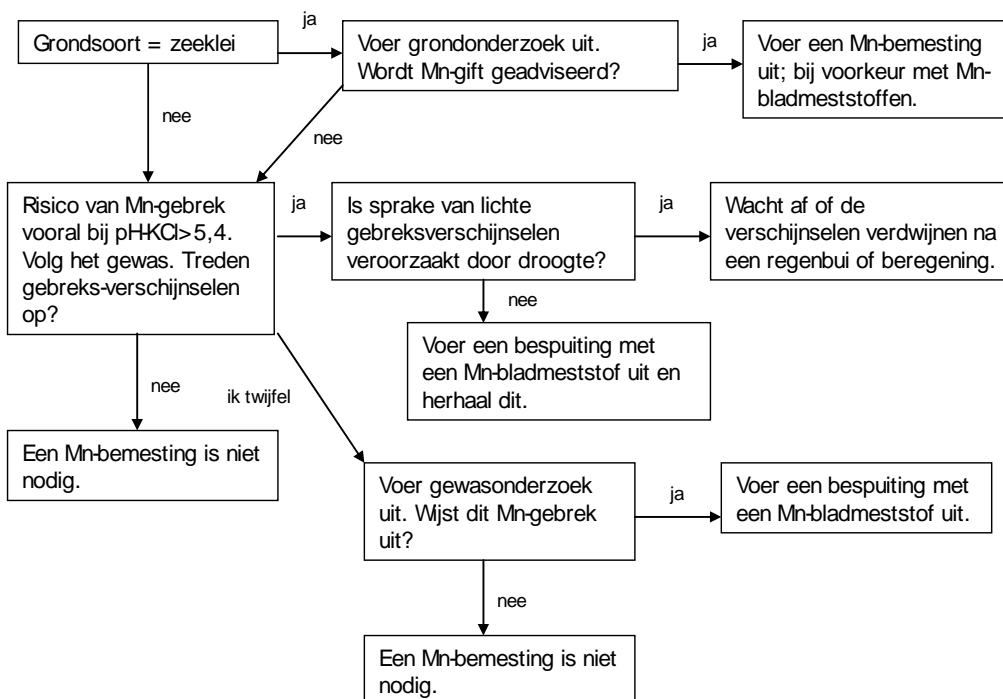 Grondsoort = zeeklei
ja
Voer grondonderzoek uit.
Wordt Mn-gift geadviseerd?
ja
Voer een Mn-bemesting
uit; bij voorkeur met Mn-
bladmeststoffen.
nee
nee
Risico van Mn-gebrek
vooral bij pH-KCl>5,4.
Volg het gewas. Treden
gebreks-verschijnselen
op?
ja
Is sprake van lichte
gebreksverschijnselen
veroorzaakt door droogte?
ja
Wacht af of de
verschijnselen verdwijnen na
een regenbui of beregening.
nee
Voer een bespuiting met
een Mn-bladmeststof uit en
herhaal dit.
nee
ik twijfel
Een Mn-bemesting is niet
nodig.
Voer gewasonderzoek
uit. Wijst dit Mn-gebrek
uit?
ja
Voer een bespuiting met
een Mn-bladmeststof uit.
nee
Een Mn-bemesting is niet
nodig.